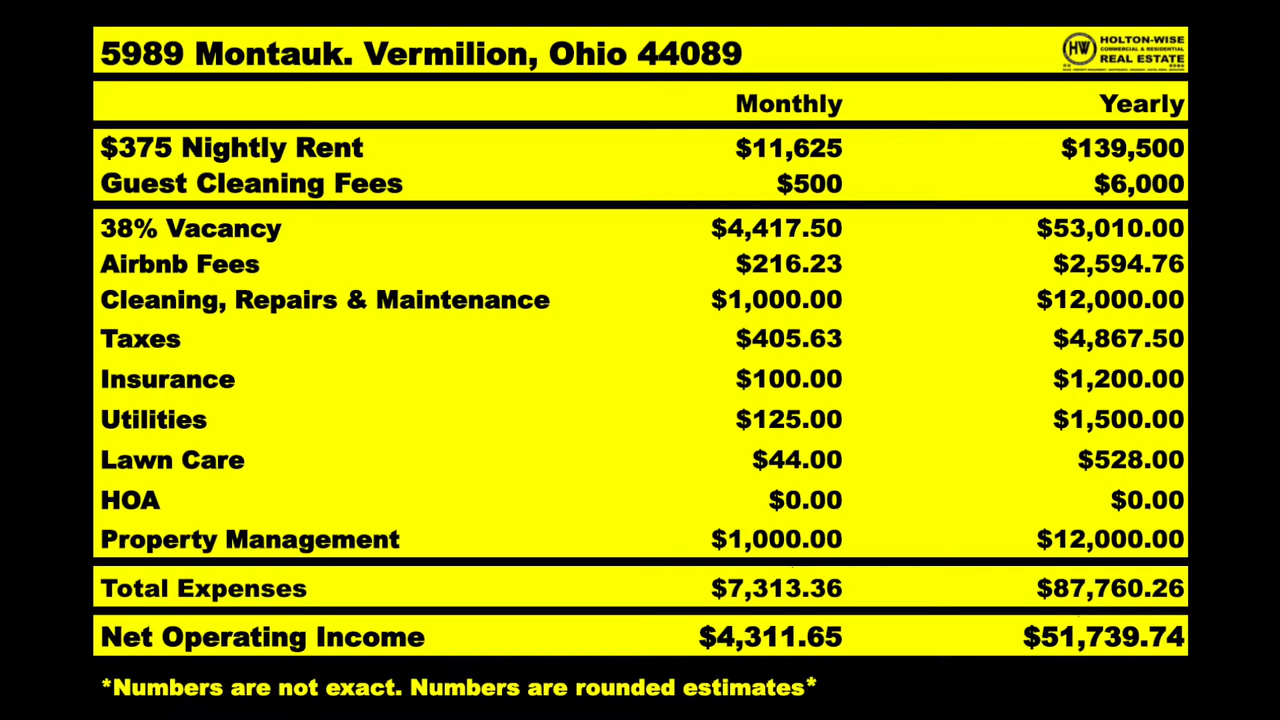 5989 Montauk. Vermilion, Ohio 44089
HW
HOLTON-WISE
COMMERCIAL & RESIDENTIAL
REAL ESTATE
Monthly Yearly
$375 Nightly Rent $11,625 $139,500
Guest Cleaning Fees $500 $6,000
38% Vacancy $4,417.50 $53,010.00
Airbnb Fees $216.23 $2,594.76
Cleaning, Repairs & Maintenance $1,000.00 $12,000.00
Taxes $405.63 $4,867.50
Insurance $100.00 $1,200.00
Utilities $125.00 $1,500.00
Lawn Care $44.00 $528.00
HOA $0.00 $0.00
Property Management $1,000.00 $12,000.00
Total Expenses $7,313.36 $87,760.26
Net Operating Income $4,311.65 $51,739.74
*Numbers are not exact. Numbers are rounded estimates*